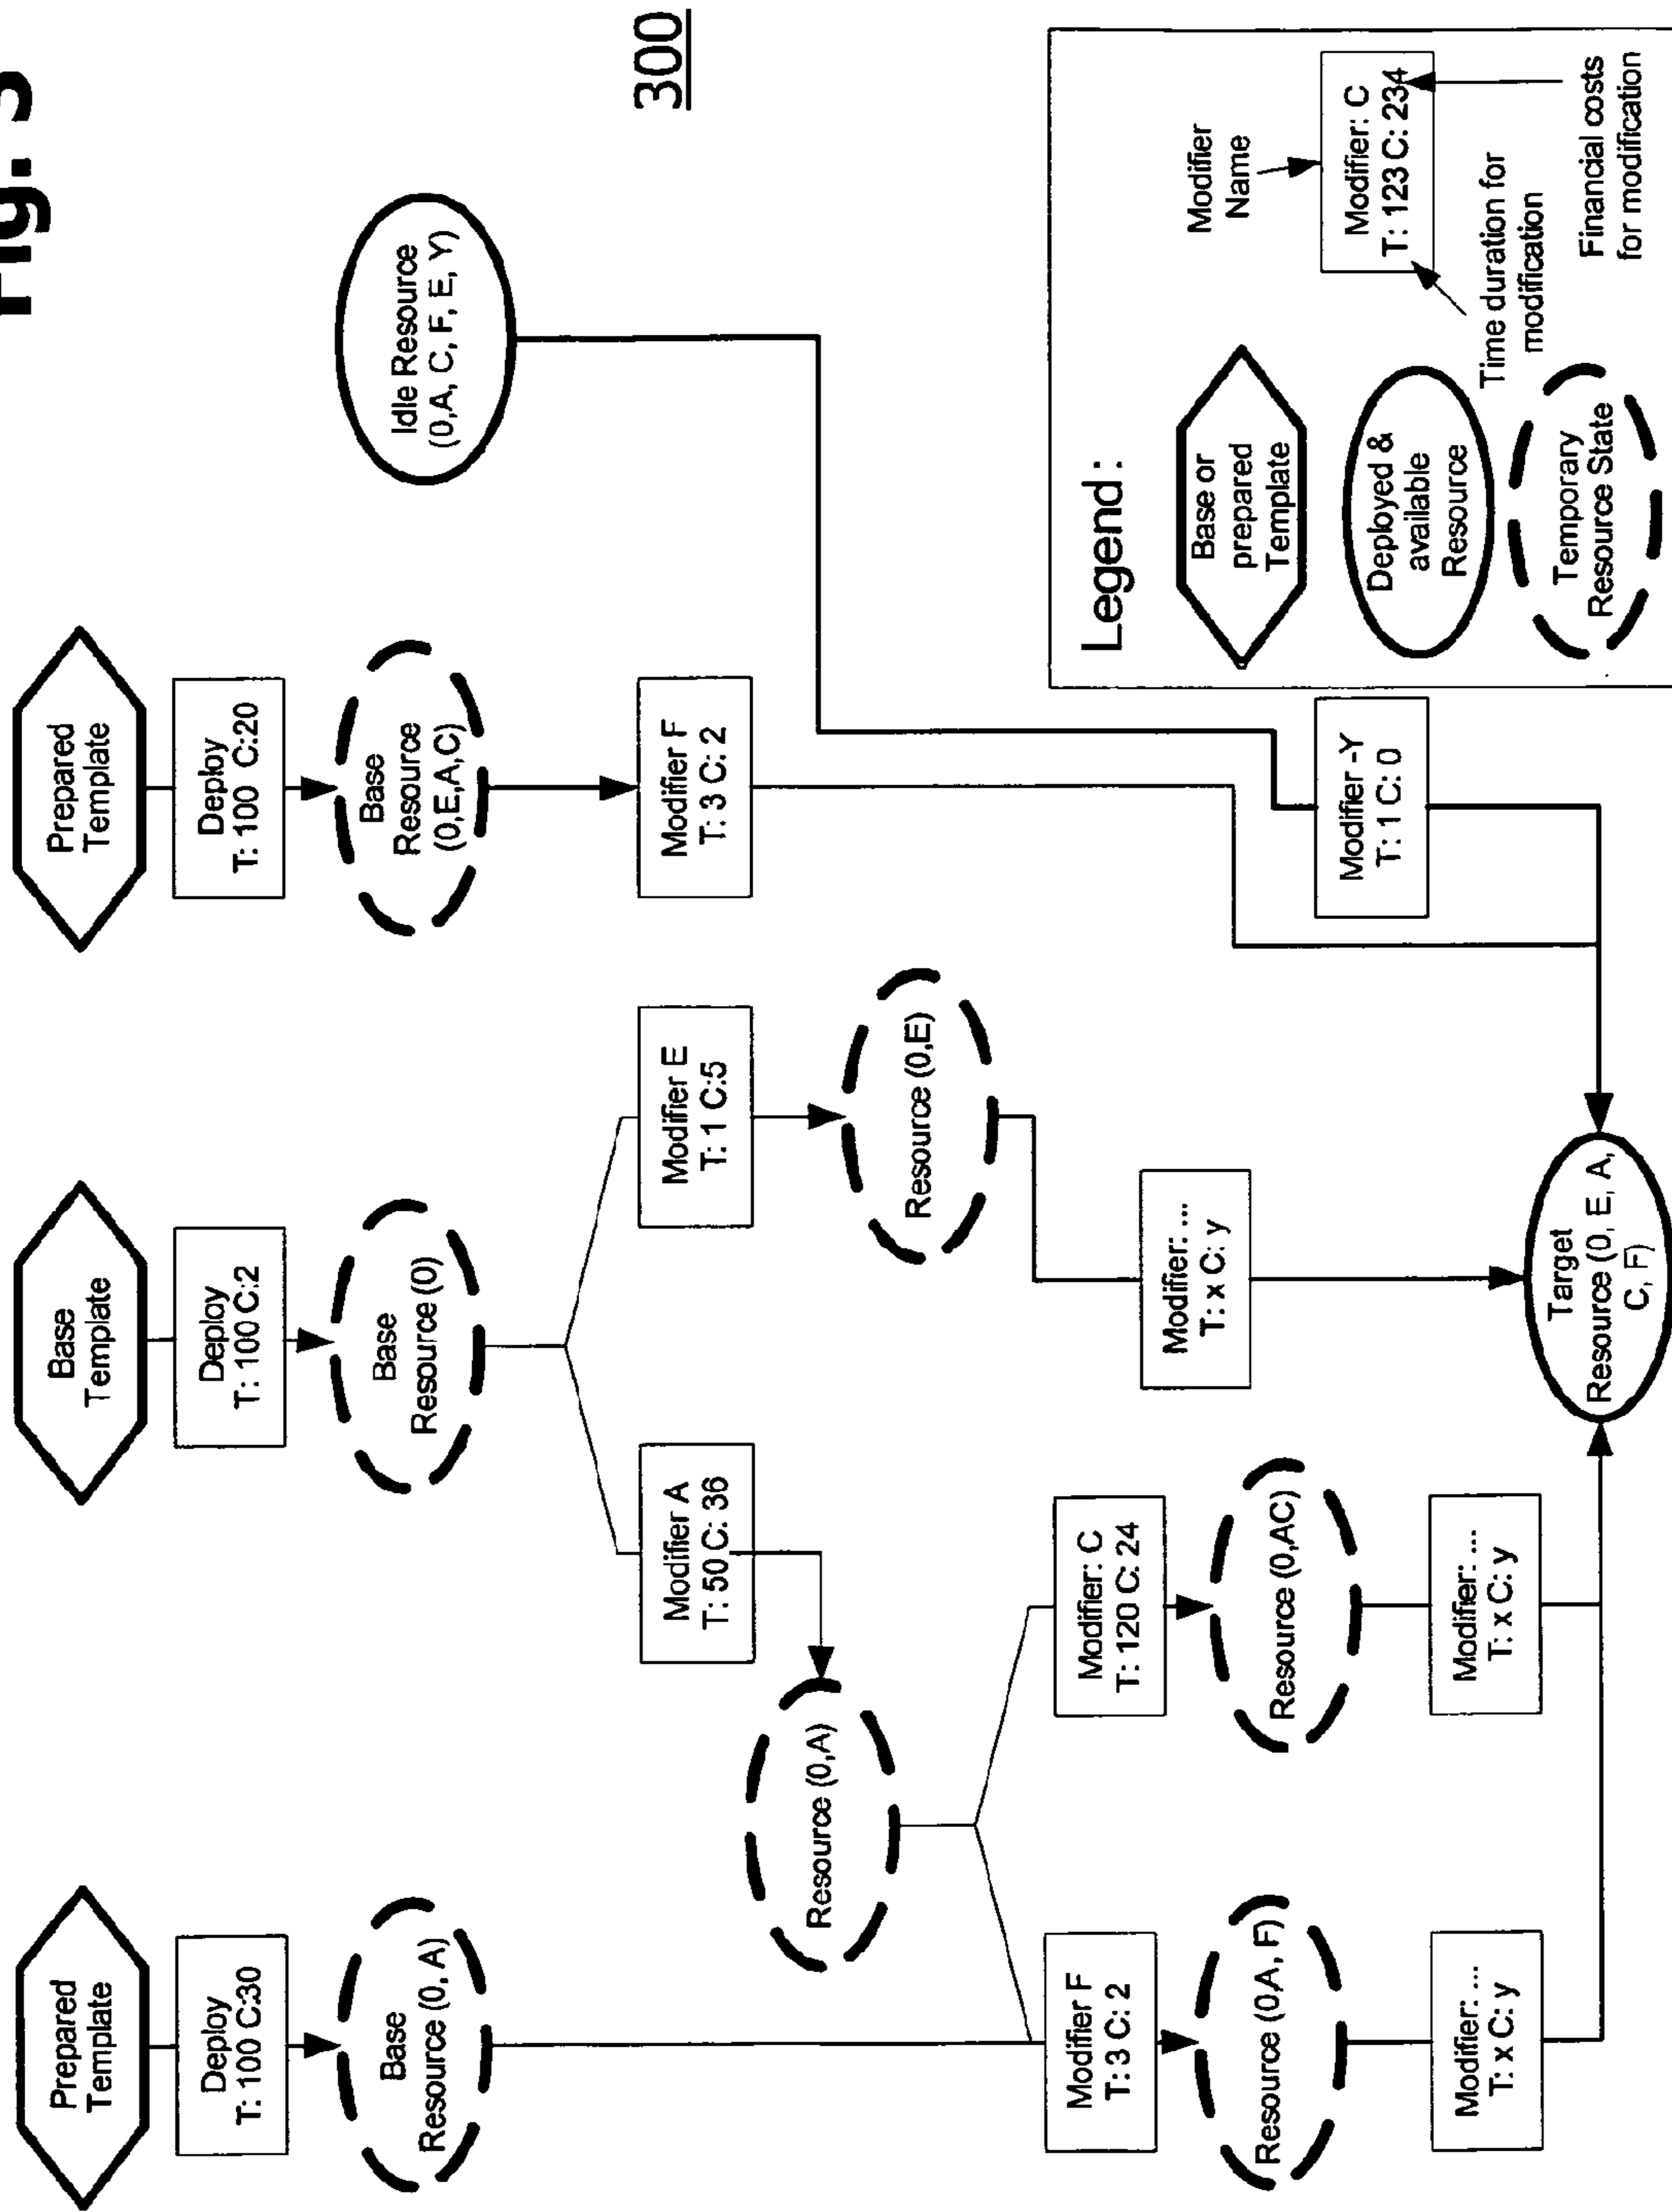 Fig. 3
Prepared
Template
Base
Template
Prepared
Template
Deploy
T: 100 C:30
Deploy
T: 100 C:2
Deploy
T: 100 C:20
Base
Resource (0, A)
Base
Resource (0)
Base
Resource
(0,E,A,C)
Idle Resource
(0,A, C, F, E, Y)
Modifier A
T: 50 C: 36
Modifier E
T: 1 C:5
Modifier F
T: 3 C: 2
300
Resource (0,A)
Resource (0,E)
Modifier F
T: 3 C: 2
Modifier: C
T: 120 C: 24
Modifier: ...
T: x C: y
Modifier -Y
T: 1 C: 0
Resource (0,A, F)
Resource (0,AC)
Modifier: ...
T: x C: y
Modifier: ...
T: x C: y
Target
Resource (0, E, A,
C, F)
Legend:
Base or
prepared
Template
Deployed &
available
Resource
Temporary
Resource State
Modifier
Name
Modifier: C
T: 123 C: 234
Time duration for
modification
Financial costs
for modification